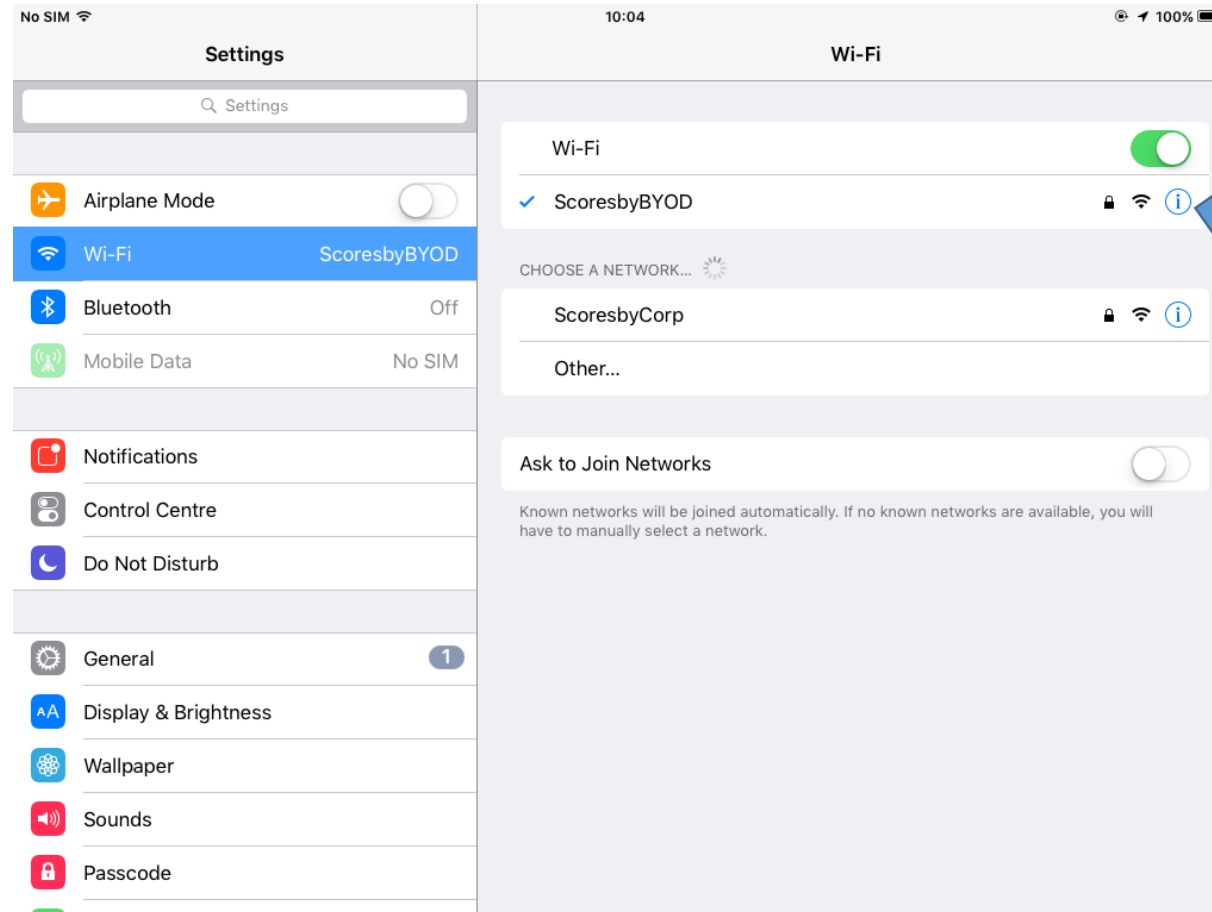 No SIM 10:04 100%
Settings
Wi-Fi
Settings
Airplane Mode
Wi-Fi ScoresbyBYOD
Bluetooth Off
Mobile Data No SIM
Notifications
Control Centre
Do Not Disturb
General 1
AA Display & Brightness
Wallpaper
Sounds
Passcode
Wi-Fi
ScoresbyBYOD
CHOOSE A NETWORK...
ScoresbyCorp
Other...
Ask to Join Networks
Known networks will be joined automatically. If no known networks are available, you will
have to manually select a network.